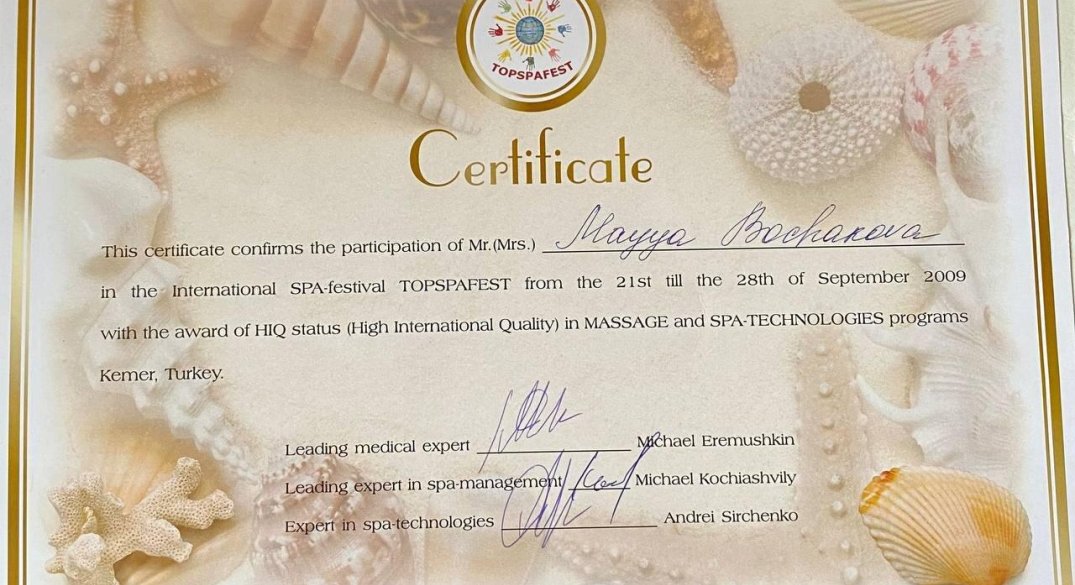 TOPSPAFEST
Certificate
This certificate confirms the participation of Mr.(Mrs.) Mayya Bochakova
in the International SPA-festival TOPSPAFEST from the 21st till the 28th of September 2009
with the award of HIQ status (High International Quality) in MASSAGE and SPA-TECHNOLOGIES programs
Kemer, Turkey.
Leading medical expert Michael Eremushkin
Leading expert in spa-management Michael Kochiashvily
Expert in spa-technologies Andrei Sirchenko